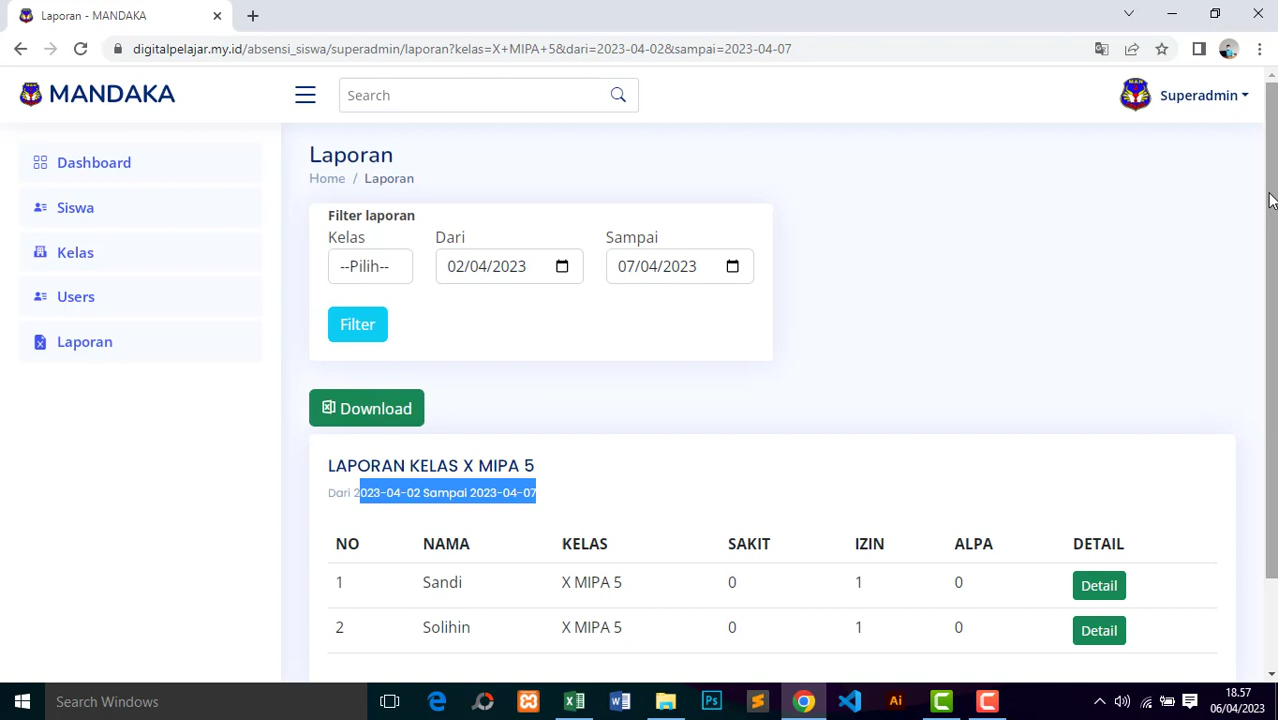 Laporan - MANDAKA
digitalpelajar.my.id/absensi_siswa/superadmin/laporan?kelas=X+MIPA+5&dari=2023-04-02&sampai=2023-04-07
MANDAKA
Search
Superadmin
Dashboard
Siswa
Kelas
Users
Laporan
Laporan
Home / Laporan
Filter laporan
Kelas Dari Sampai
--Pilih-- 02/04/2023 07/04/2023
Filter
Download
LAPORAN KELAS X MIPA 5
Dari 2023-04-02 Sampai 2023-04-07
NO NAMA KELAS SAKIT IZIN ALPA DETAIL
1 Sandi X MIPA 5 0 1 0 Detail
2 Solihin X MIPA 5 0 1 0 Detail
Search Windows
18.57
06/04/2023